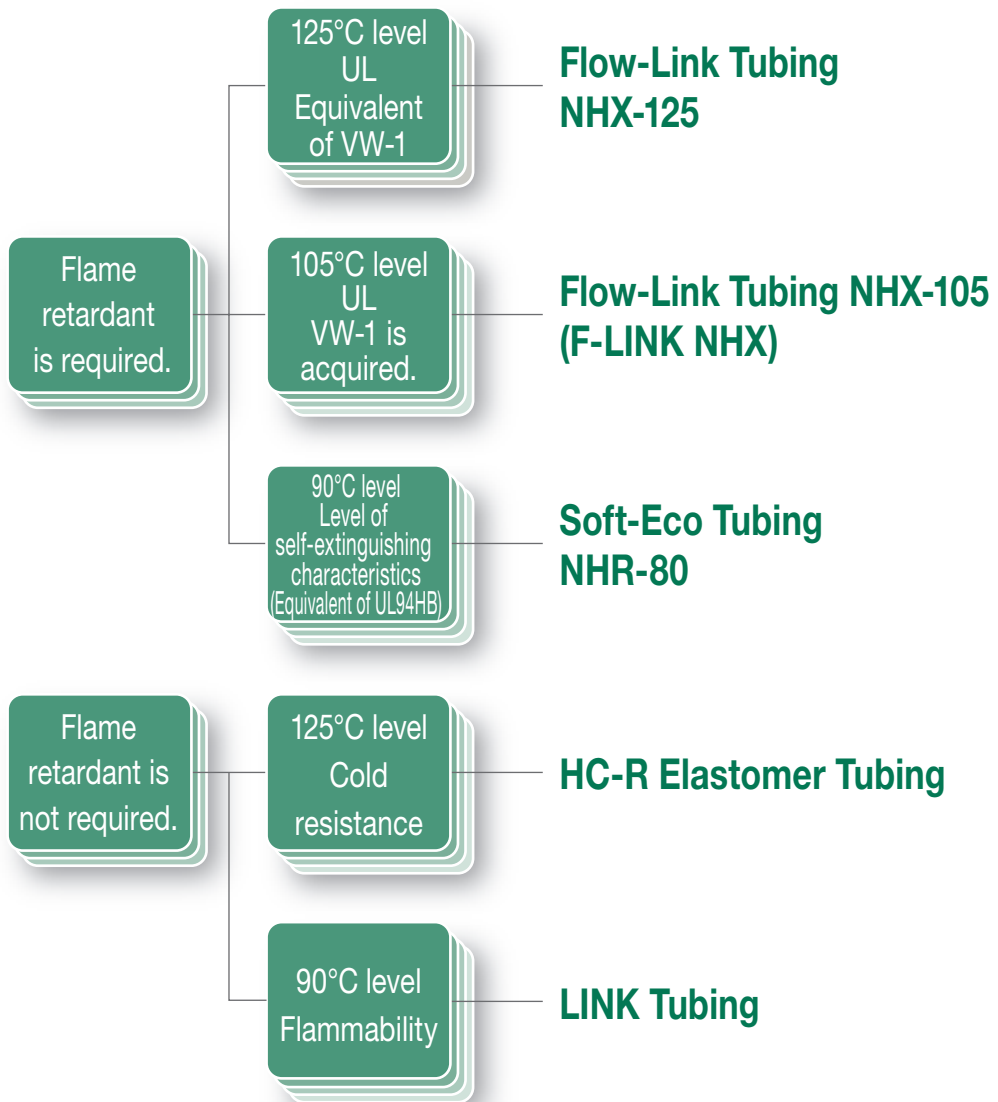 Flame
retardant
is required.
125°C level
UL
Equivalent
of VW-1
Flow-Link Tubing
NHX-125
105°C level
UL
VW-1 is
acquired.
Flow-Link Tubing NHX-105
(F-LINK NHX)
90°C level
Level of
self-extinguishing
characteristics
(Equivalent of UL94HB)
Soft-Eco Tubing
NHR-80
Flame
retardant is
not required.
125°C level
Cold
resistance
HC-R Elastomer Tubing
90°C level
Flammability
LINK Tubing